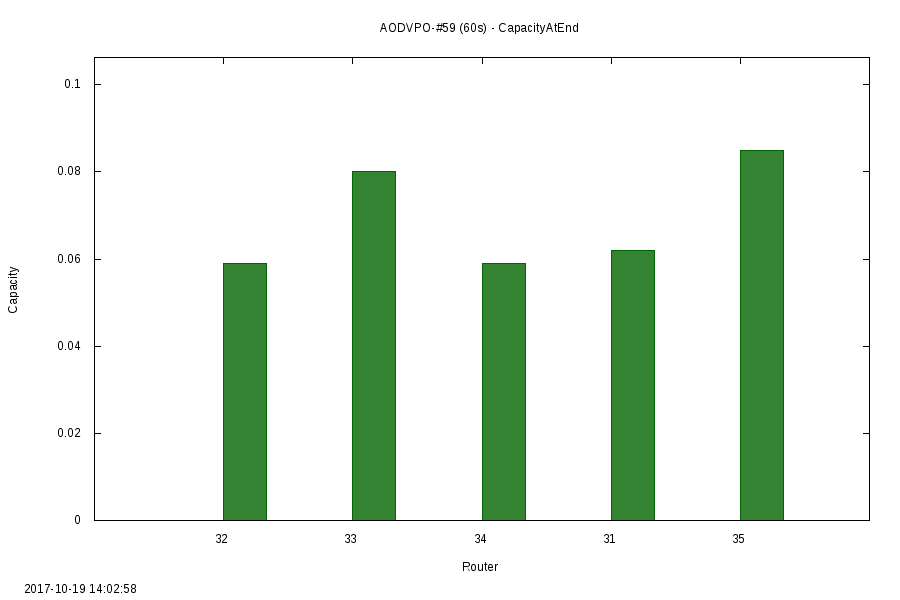 AODVPO-#59 (60s) - CapacityAtEnd
0.1
0.08
0.06
0.04
0.02
0
Capacity
32 33 34 31 35
Router
2017-10-19 14:02:58